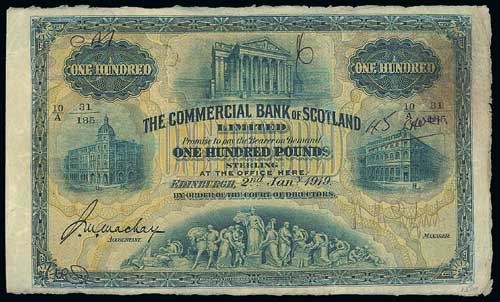 ONE HUNDRED
ONE HUNDRED
10/A 31/185
10/A 31/185
THE COMMERCIAL BANK OF SCOTLAND
LIMITED
Promise to pay the Bearer on Demand
ONE HUNDRED POUNDS
STERLING
AT THE OFFICE HERE.
EDINBURGH, 2nd Jany 1919.
BY ORDER OF THE COURT OF DIRECTORS.
ACCOUNTANT.
MANAGER.